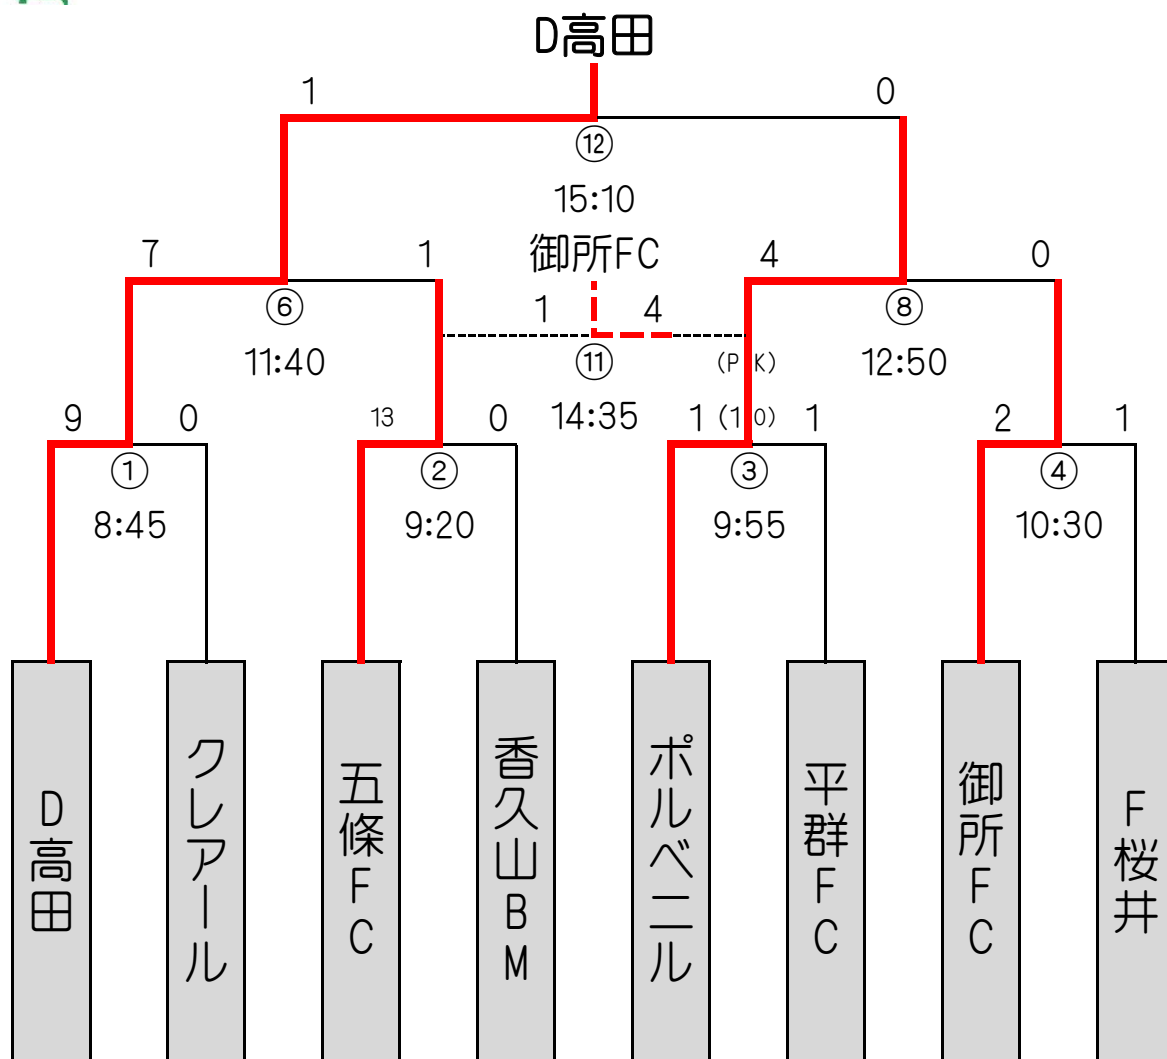 D高田
1 0
⑫
15:10
御所FC
7 1 4 0
⑥ 1 4 ⑧
11:40 ⑪ (PK) 12:50
14:35
9 0 13 0 1 (1 0) 1 2 1
① ② ③ ④
8:45 9:20 9:55 10:30
D高田
クレアール
五條FC
香久山BM
ポルベニル
平群FC
御所FC
F桜井